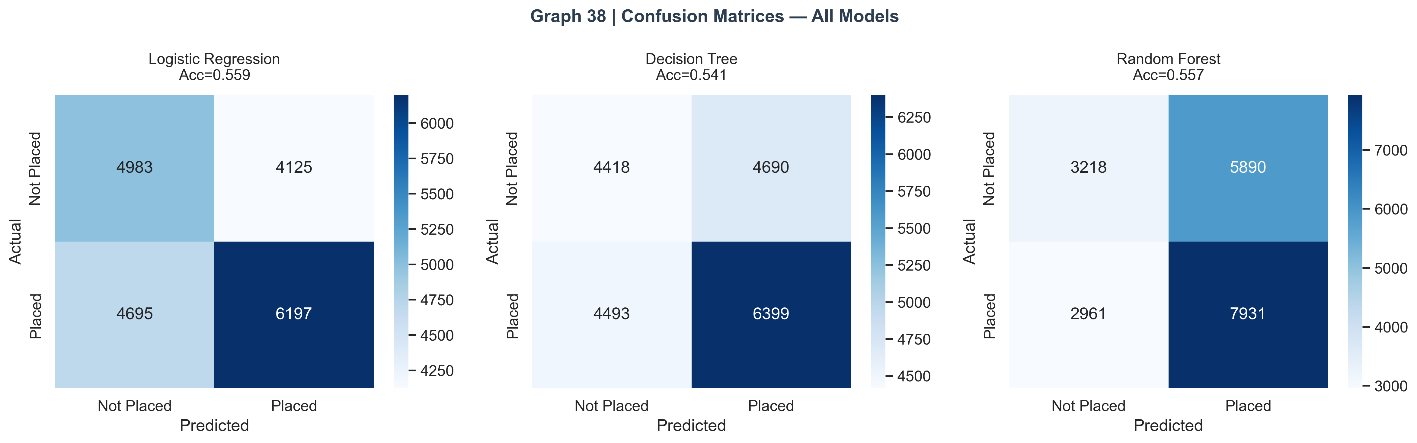 Graph 38 | Confusion Matrices — All Models
Logistic Regression
Acc=0.559
Not Placed
Placed
Actual
4983
4125
4695
6197
Not Placed
Placed
Predicted
6000
5750
5500
5250
5000
4750
4500
4250
Decision Tree
Acc=0.541
Not Placed
Placed
Actual
4418
4690
4493
6399
Not Placed
Placed
Predicted
6250
6000
5750
5500
5250
5000
4750
4500
Random Forest
Acc=0.557
Not Placed
Placed
Actual
3218
5890
2961
7931
Not Placed
Placed
Predicted
7000
6000
5000
4000
3000